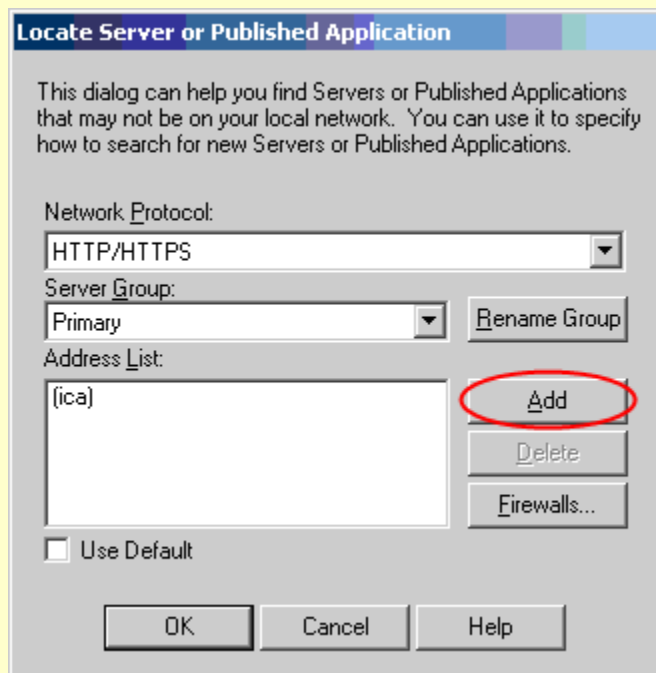 Locate Server or Published Application
This dialog can help you find Servers or Published Applications
that may not be on your local network. You can use it to specify
how to search for new Servers or Published Applications.
Network Protocol:
HTTP/HTTPS
Server Group:
Primary
Rename Group
Address List:
(ica)
Add
Delete
Firewalls...
Use Default
OK Cancel Help